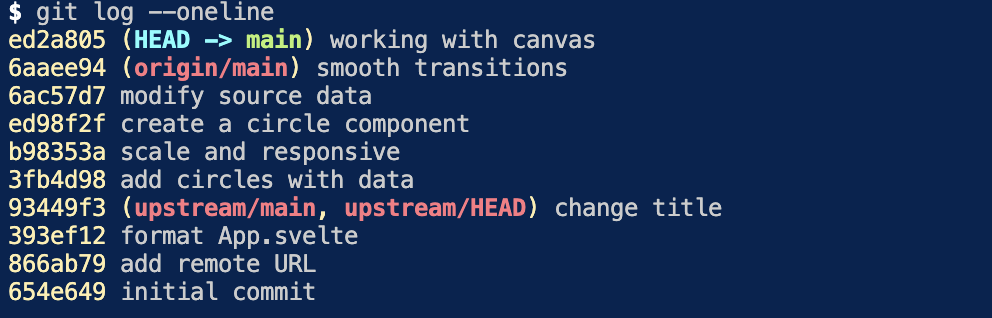 $ git log --oneline
ed2a805 (HEAD -> main) working with canvas
6aaee94 (origin/main) smooth transitions
6ac57d7 modify source data
ed98f2f create a circle component
b98353a scale and responsive
3fb4d98 add circles with data
93449f3 (upstream/main, upstream/HEAD) change title
393ef12 format App.svelte
866ab79 add remote URL
654e649 initial commit